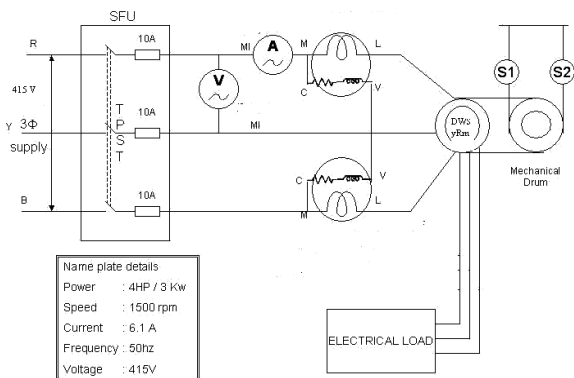 SFU
R
10A
MI
A
M
L
S1
S2
V
C
V
415 V
T
P
S
T
10A
Y
3Φ
supply
MI
DWS
yRm
Mechanical
Drum
10A
C
V
B
M
L
Name plate details
Power : 4HP / 3 Kw
Speed : 1500 rpm
Current : 6.1 A
Frequency : 50hz
Voltage : 415V
ELECTRICAL LOAD